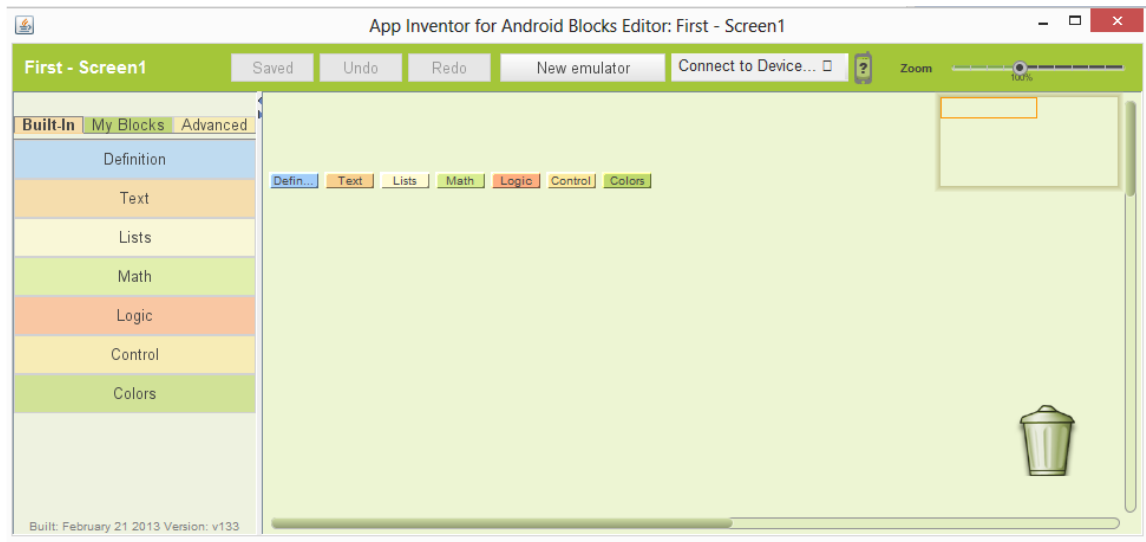 App Inventor for Android Blocks Editor: First - Screen1
First - Screen1 Saved Undo Redo New emulator Connect to Device... ? Zoom 100%
Built-In My Blocks Advanced
Definition
Text
Lists
Math
Logic
Control
Colors
Defin... Text Lists Math Logic Control Colors
Built: February 21 2013 Version: v133